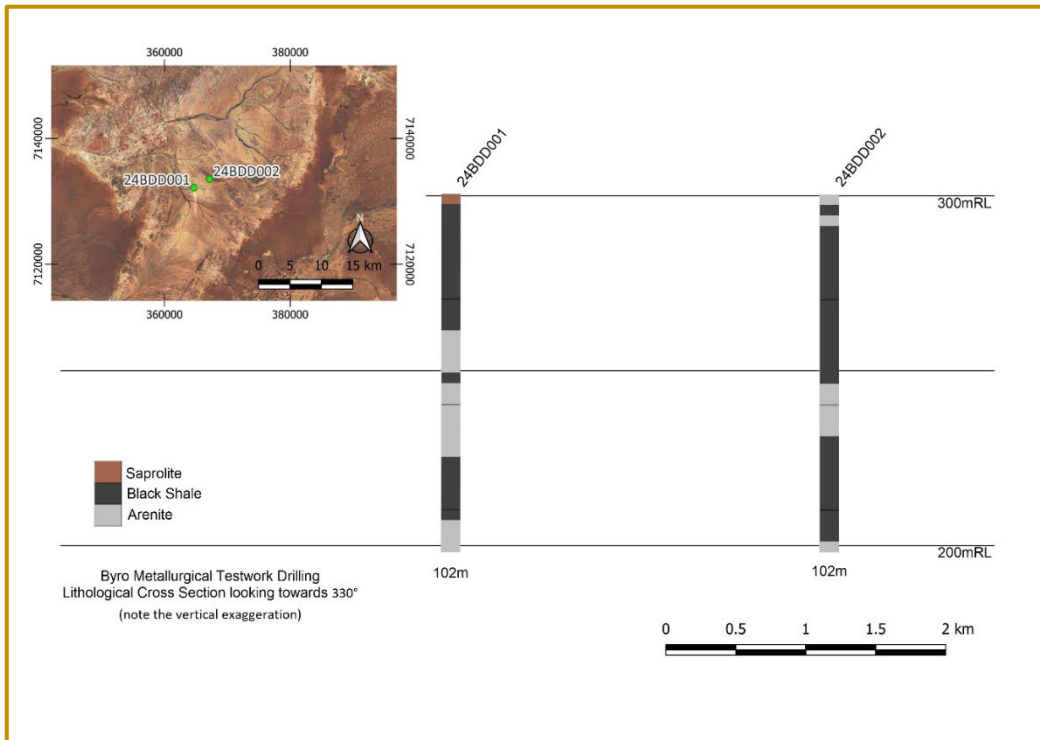 360000
380000
7140000
7140000
24BDD001
24BDD002
N
0 5 10 15 km
7120000
7120000
360000
380000
24BDD001
24BDD002
300mRL
Saprolite
Black Shale
Arenite
200mRL
102m
102m
Byro Metallurgical Testwork Drilling
Lithological Cross Section looking towards 330°
(note the vertical exaggeration)
0 0.5 1 1.5 2 km